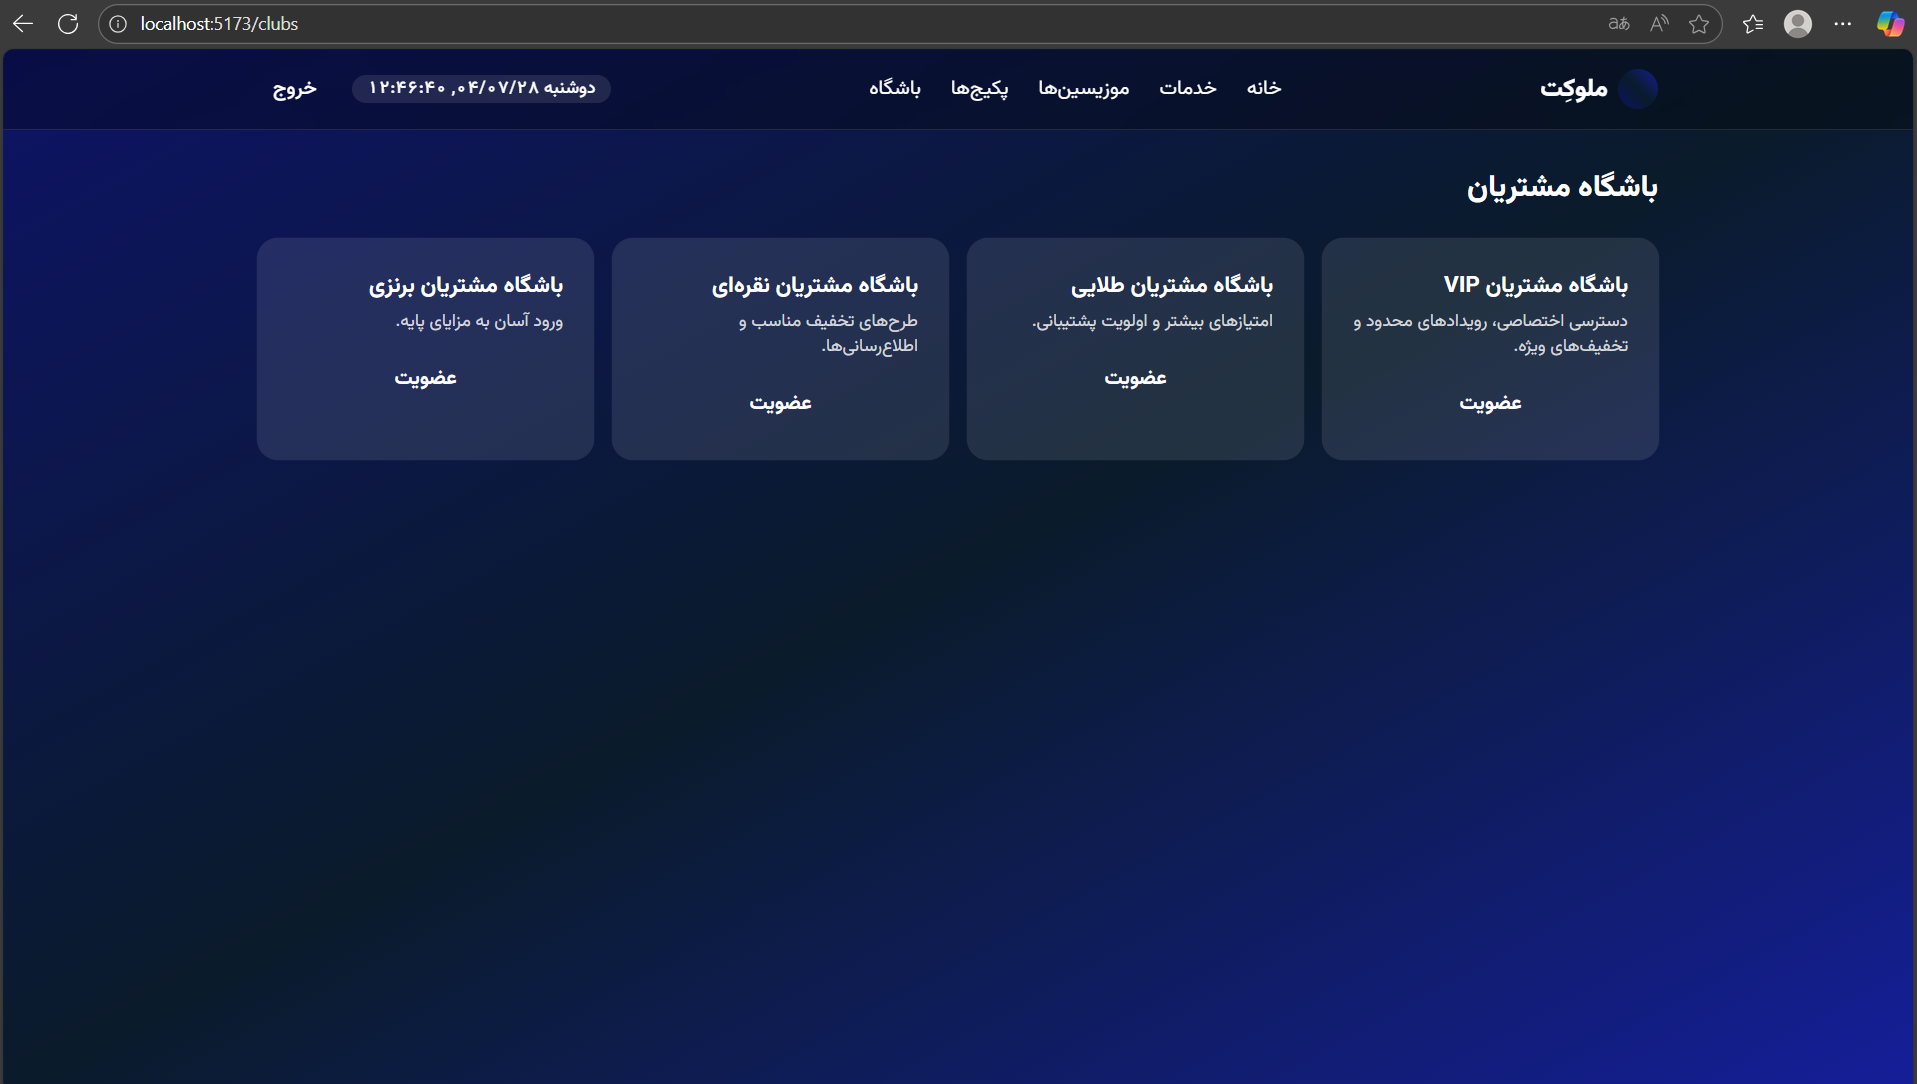 localhost:5173/clubs
ملوکِت
خانه
خدمات
موزیسین‌ها
پکیج‌ها
باشگاه
دوشنبه ۰۴/۰۷/۲۸, ۱۲:۴۶:۴۰
خروج
باشگاه مشتریان
باشگاه مشتریان VIP
دسترسی اختصاصی، رویدادهای محدود و
تخفیف‌های ویژه.
عضویت
باشگاه مشتریان طلایی
امتیازهای بیشتر و اولویت پشتیبانی.
عضویت
باشگاه مشتریان نقره‌ای
طرح‌های تخفیف مناسب و
اطلاع‌رسانی‌ها.
عضویت
باشگاه مشتریان برنزی
ورود آسان به مزایای پایه.
عضویت